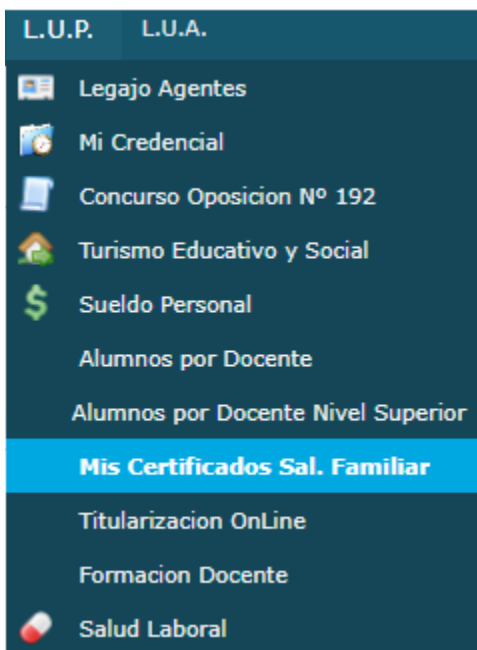 L.U.P. L.U.A.
Legajo Agentes
Mi Credencial
Concurso Oposicion Nº 192
Turismo Educativo y Social
$ Sueldo Personal
Alumnos por Docente
Alumnos por Docente Nivel Superior
Mis Certificados Sal. Familiar
Titularizacion OnLine
Formacion Docente
Salud Laboral